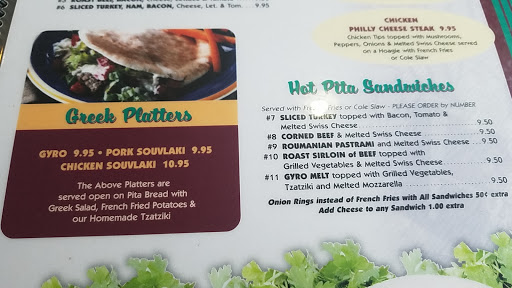 #6 SLICED TURKEY, HAM, BACON, Cheese, Let. & Tom 9.95
CHICKEN
PHILLY CHEESE STEAK 9.95
Chicken Tips topped with Mushrooms,
Peppers, Onions & Melted Swiss Cheese served
on a Hoagie with French Fries
or Cole Slaw
Greek Platters
GYRO 9.95 • PORK SOUVLAKI 9.95
CHICKEN SOUVLAKI 10.95
The Above Platters are
served open on Pita Bread with
Greek Salad, French Fried Potatoes &
our Homemade Tzatziki
Hot Pita Sandwiches
Served with French Fries or Cole Slaw - PLEASE ORDER by NUMBER
#7 SLICED TURKEY topped with Bacon, Tomato &
Melted Swiss Cheese 9.50
#8 CORNED BEEF & Melted Swiss Cheese 9.50
#9 ROUMANIAN PASTRAMI and Melted Swiss Cheese 9.50
#10 ROAST SIRLOIN of BEEF topped with
Grilled Vegetables & Melted Swiss Cheese 9.50
#11 GYRO MELT topped with Grilled Vegetables,
Tzatziki and Melted Mozzarella 9.50
Onion Rings instead of French Fries with All Sandwiches 50¢ extra
Add Cheese to any Sandwich 1.00 extra